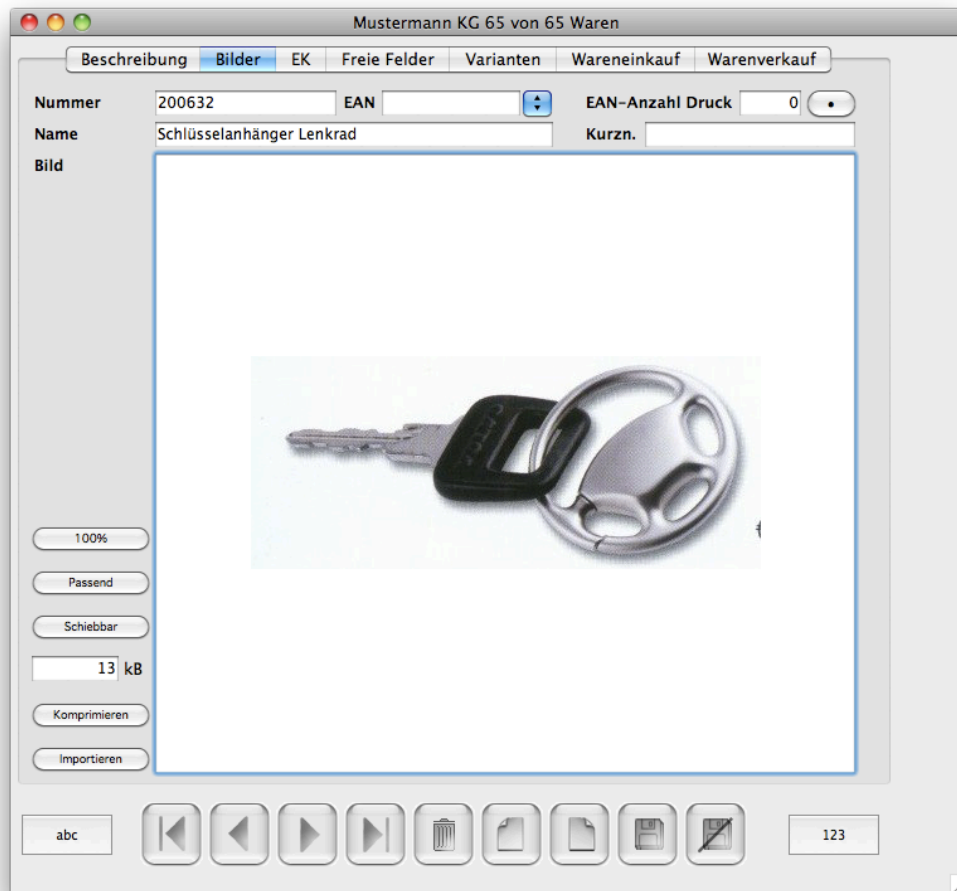 Mustermann KG 65 von 65 Waren
Beschreibung Bilder EK Freie Felder Varianten Wareneinkauf Warenverkauf
Nummer 200632 EAN EAN-Anzahl Druck 0
Name Schlüsselanhänger Lenkrad Kurzn.
Bild
100%
Passend
Schiebbar
13 kB
Komprimieren
Importieren
abc 123